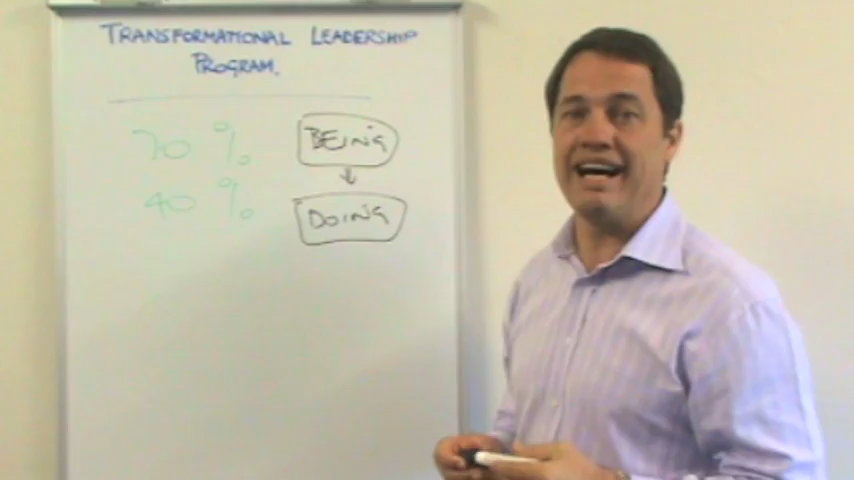 TRANSFORMATIONAL LEADERSHIP
PROGRAM.
70 % BEING
40 % DOING